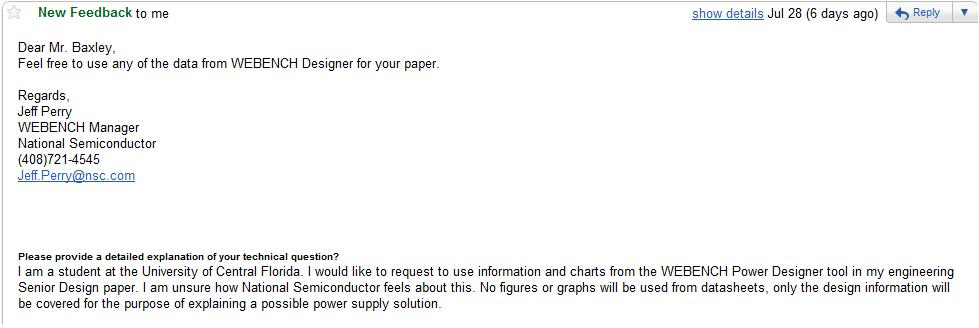 New Feedback to me show details Jul 28 (6 days ago) Reply
Dear Mr. Baxley,
Feel free to use any of the data from WEBENCH Designer for your paper.
Regards,
Jeff Perry
WEBENCH Manager
National Semiconductor
(408)721-4545
Jeff.Perry@nsc.com
Please provide a detailed explanation of your technical question?
I am a student at the University of Central Florida. I would like to request to use information and charts from the WEBENCH Power Designer tool in my engineering
Senior Design paper. I am unsure how National Semiconductor feels about this. No figures or graphs will be used from datasheets, only the design information will
be covered for the purpose of explaining a possible power supply solution.